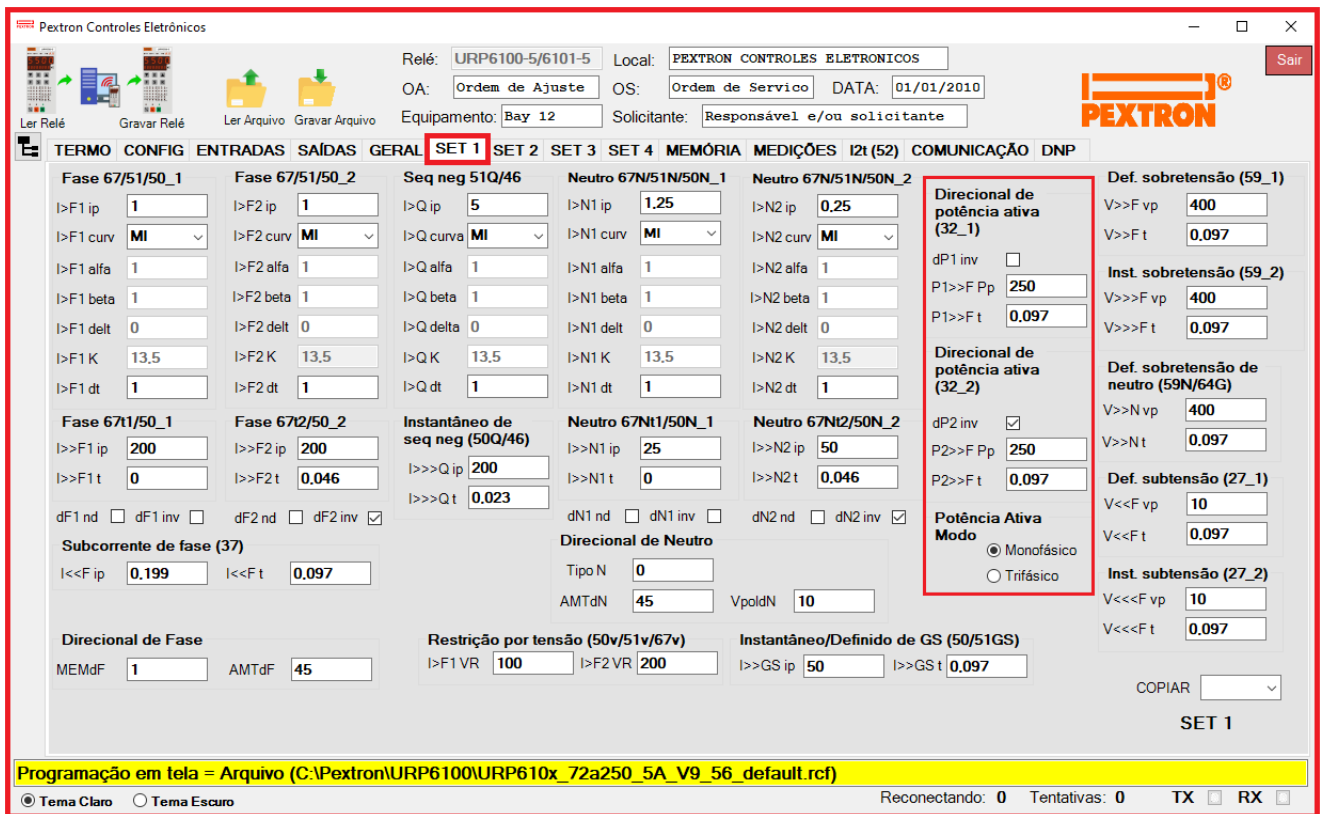 Pextron Controles Eletrônicos
Relé: URP6100-5/6101-5 Local: PEXTRON CONTROLES ELETRONICOS
Sair
OA: Ordem de Ajuste OS: Ordem de Servico DATA: 01/01/2010
Equipamento: Bay 12 Solicitante: Responsável e/ou solicitante
Ler Relé Gravar Relé Ler Arquivo Gravar Arquivo
PEXTRON®
TERMO CONFIG ENTRADAS SAÍDAS GERAL SET 1 SET 2 SET 3 SET 4 MEMÓRIA MEDIÇÕES I2t (52) COMUNICAÇÃO DNP
Fase 67/51/50_1
I>F1 ip 1
I>F1 curv MI
I>F1 alfa 1
I>F1 beta 1
I>F1 delt 0
I>F1 K 13,5
I>F1 dt 1
Fase 67/51/50_2
I>F2 ip 1
I>F2 curv MI
I>F2 alfa 1
I>F2 beta 1
I>F2 delt 0
I>F2 K 13,5
I>F2 dt 1
Seq neg 51Q/46
I>Q ip 5
I>Q curva MI
I>Q alfa 1
I>Q beta 1
I>Q delta 0
I>Q K 13,5
I>Q dt 1
Neutro 67N/51N/50N_1
I>N1 ip 1,25
I>N1 curv MI
I>N1 alfa 1
I>N1 beta 1
I>N1 delt 0
I>N1 K 13,5
I>N1 dt 1
Neutro 67N/51N/50N_2
I>N2 ip 0,25
I>N2 curv MI
I>N2 alfa 1
I>N2 beta 1
I>N2 delt 0
I>N2 K 13,5
I>N2 dt 1
Fase 67t1/50_1
I>>F1 ip 200
I>>F1 t 0
dF1 nd dF1 inv
Fase 67t2/50_2
I>>F2 ip 200
I>>F2 t 0,046
dF2 nd dF2 inv
Instantâneo de
seq neg (50Q/46)
I>>>Q ip 200
I>>>Q t 0,023
Neutro 67Nt1/50N_1
I>>N1 ip 25
I>>N1 t 0
dN1 nd dN1 inv
Neutro 67Nt2/50N_2
I>>N2 ip 50
I>>N2 t 0,046
dN2 nd dN2 inv
Subcorrente de fase (37)
I<<F ip 0,199 I<<F t 0,097
Direcional de Neutro
Tipo N 0
AMTdN 45 VpoldN 10
Direcional de Fase
MEMdF 1 AMTdF 45
Restrição por tensão (50v/51v/67v)
I>F1 VR 100 I>F2 VR 200
Instantâneo/Definido de GS (50/51GS)
I>>GS ip 50 I>>GS t 0,097
Direcional de
potência ativa
(32_1)
dP1 inv
P1>>F Pp 250
P1>>F t 0,097
Direcional de
potência ativa
(32_2)
dP2 inv
P2>>F Pp 250
P2>>F t 0,097
Potência Ativa
Modo
Monofásico
Trifásico
Def. sobretensão (59_1)
V>>F vp 400
V>>F t 0,097
Inst. sobretensão (59_2)
V>>>F vp 400
V>>>F t 0,097
Def. sobretensão de
neutro (59N/64G)
V>>N vp 400
V>>N t 0,097
Def. subtensão (27_1)
V<<F vp 10
V<<F t 0,097
Inst. subtensão (27_2)
V<<<F vp 10
V<<<F t 0,097
COPIAR
SET 1
Programação em tela = Arquivo (C:\Pextron\URP6100\URP610x_72a250_5A_V9_56_default.rcf)
Tema Claro Tema Escuro Reconectando: 0 Tentativas: 0 TX RX